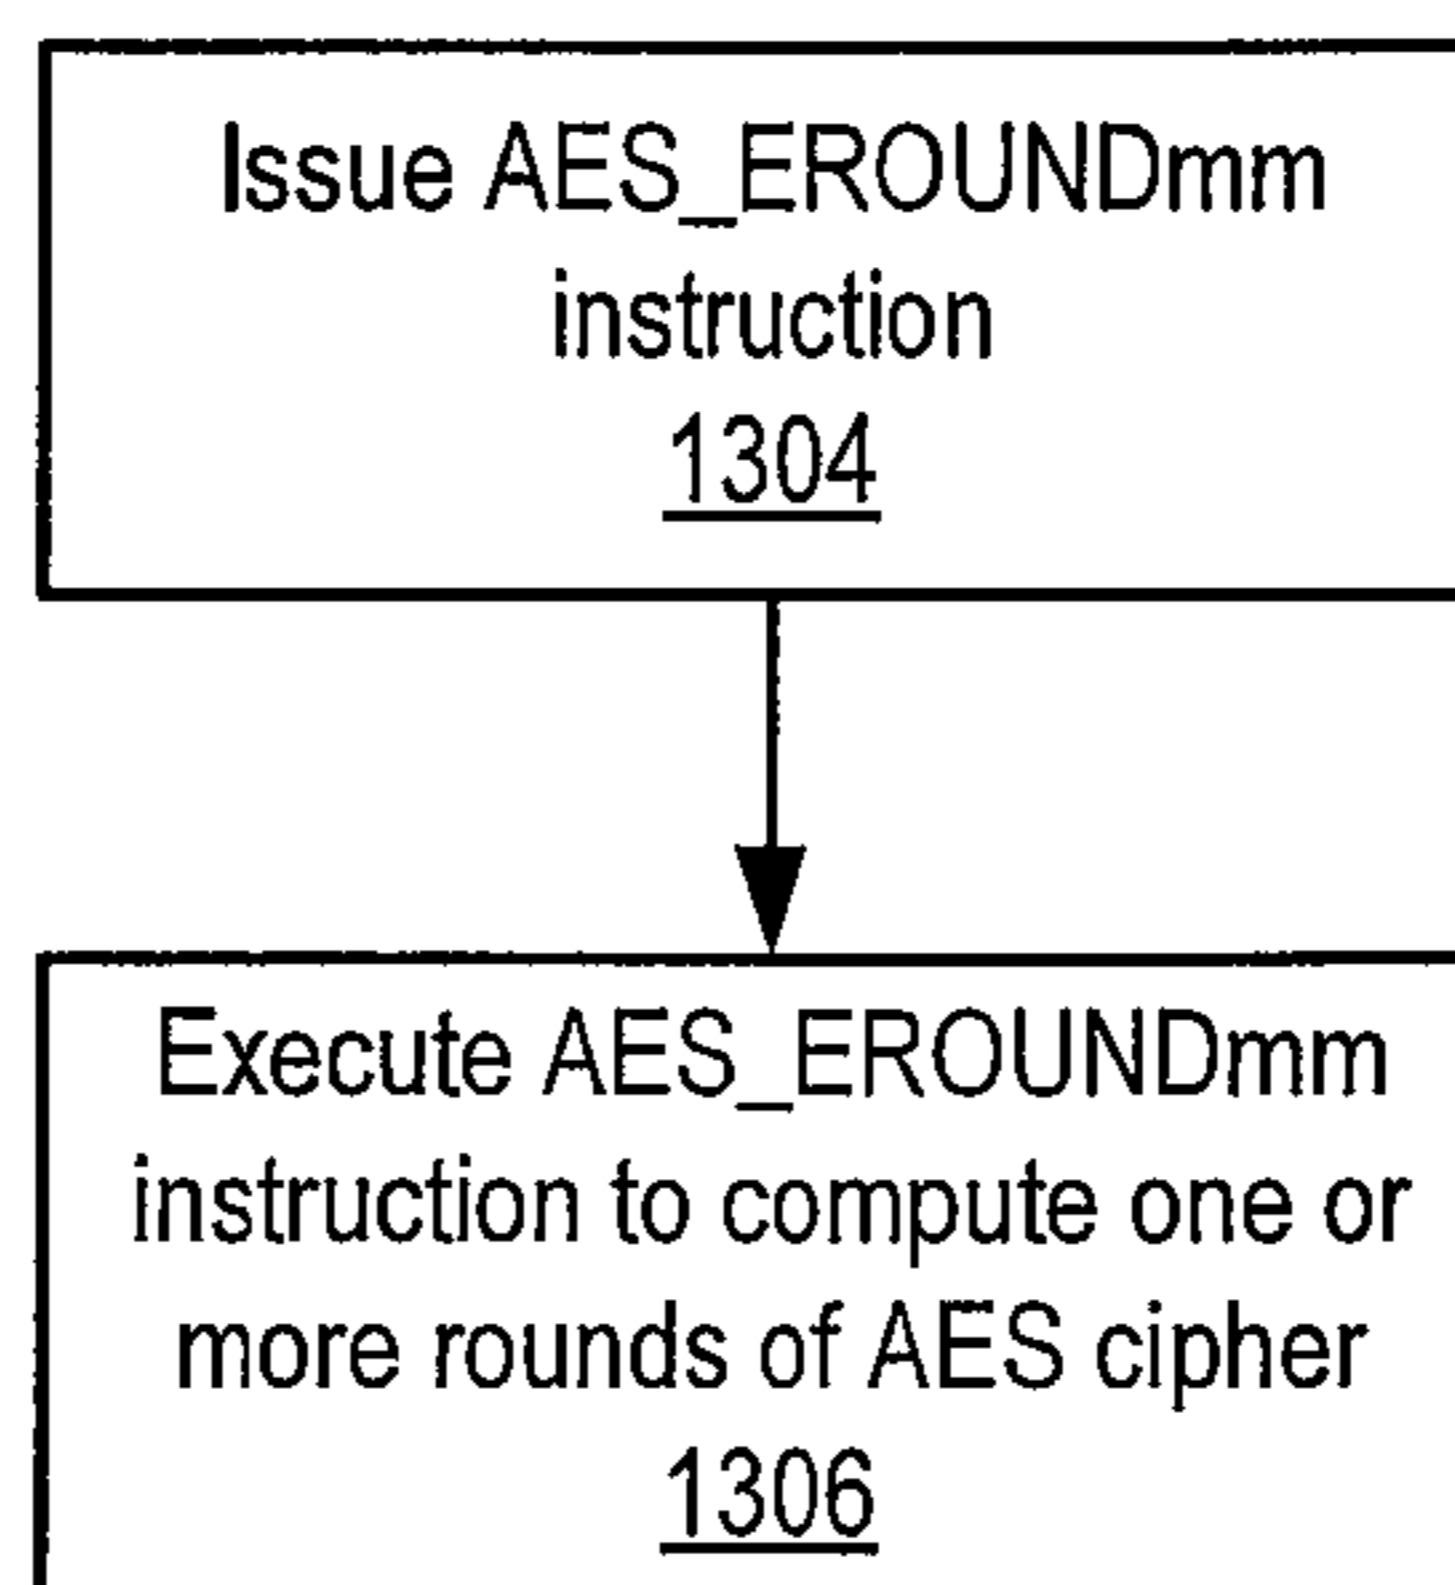 Issue AES_EROUNDmm
instruction
1304
Execute AES_EROUNDmm
instruction to compute one or
more rounds of AES cipher
1306